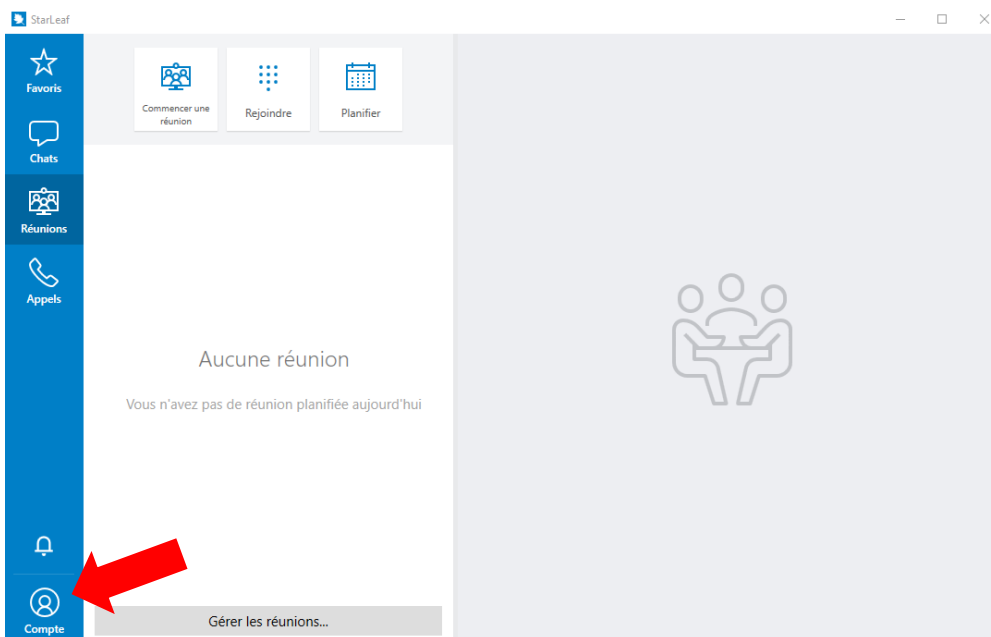 StarLeaf
Favoris
Chats
Réunions
Appels
Compte
Commencer une
réunion
Rejoindre
Planifier
Aucune réunion
Vous n'avez pas de réunion planifiée aujourd'hui
Gérer les réunions...